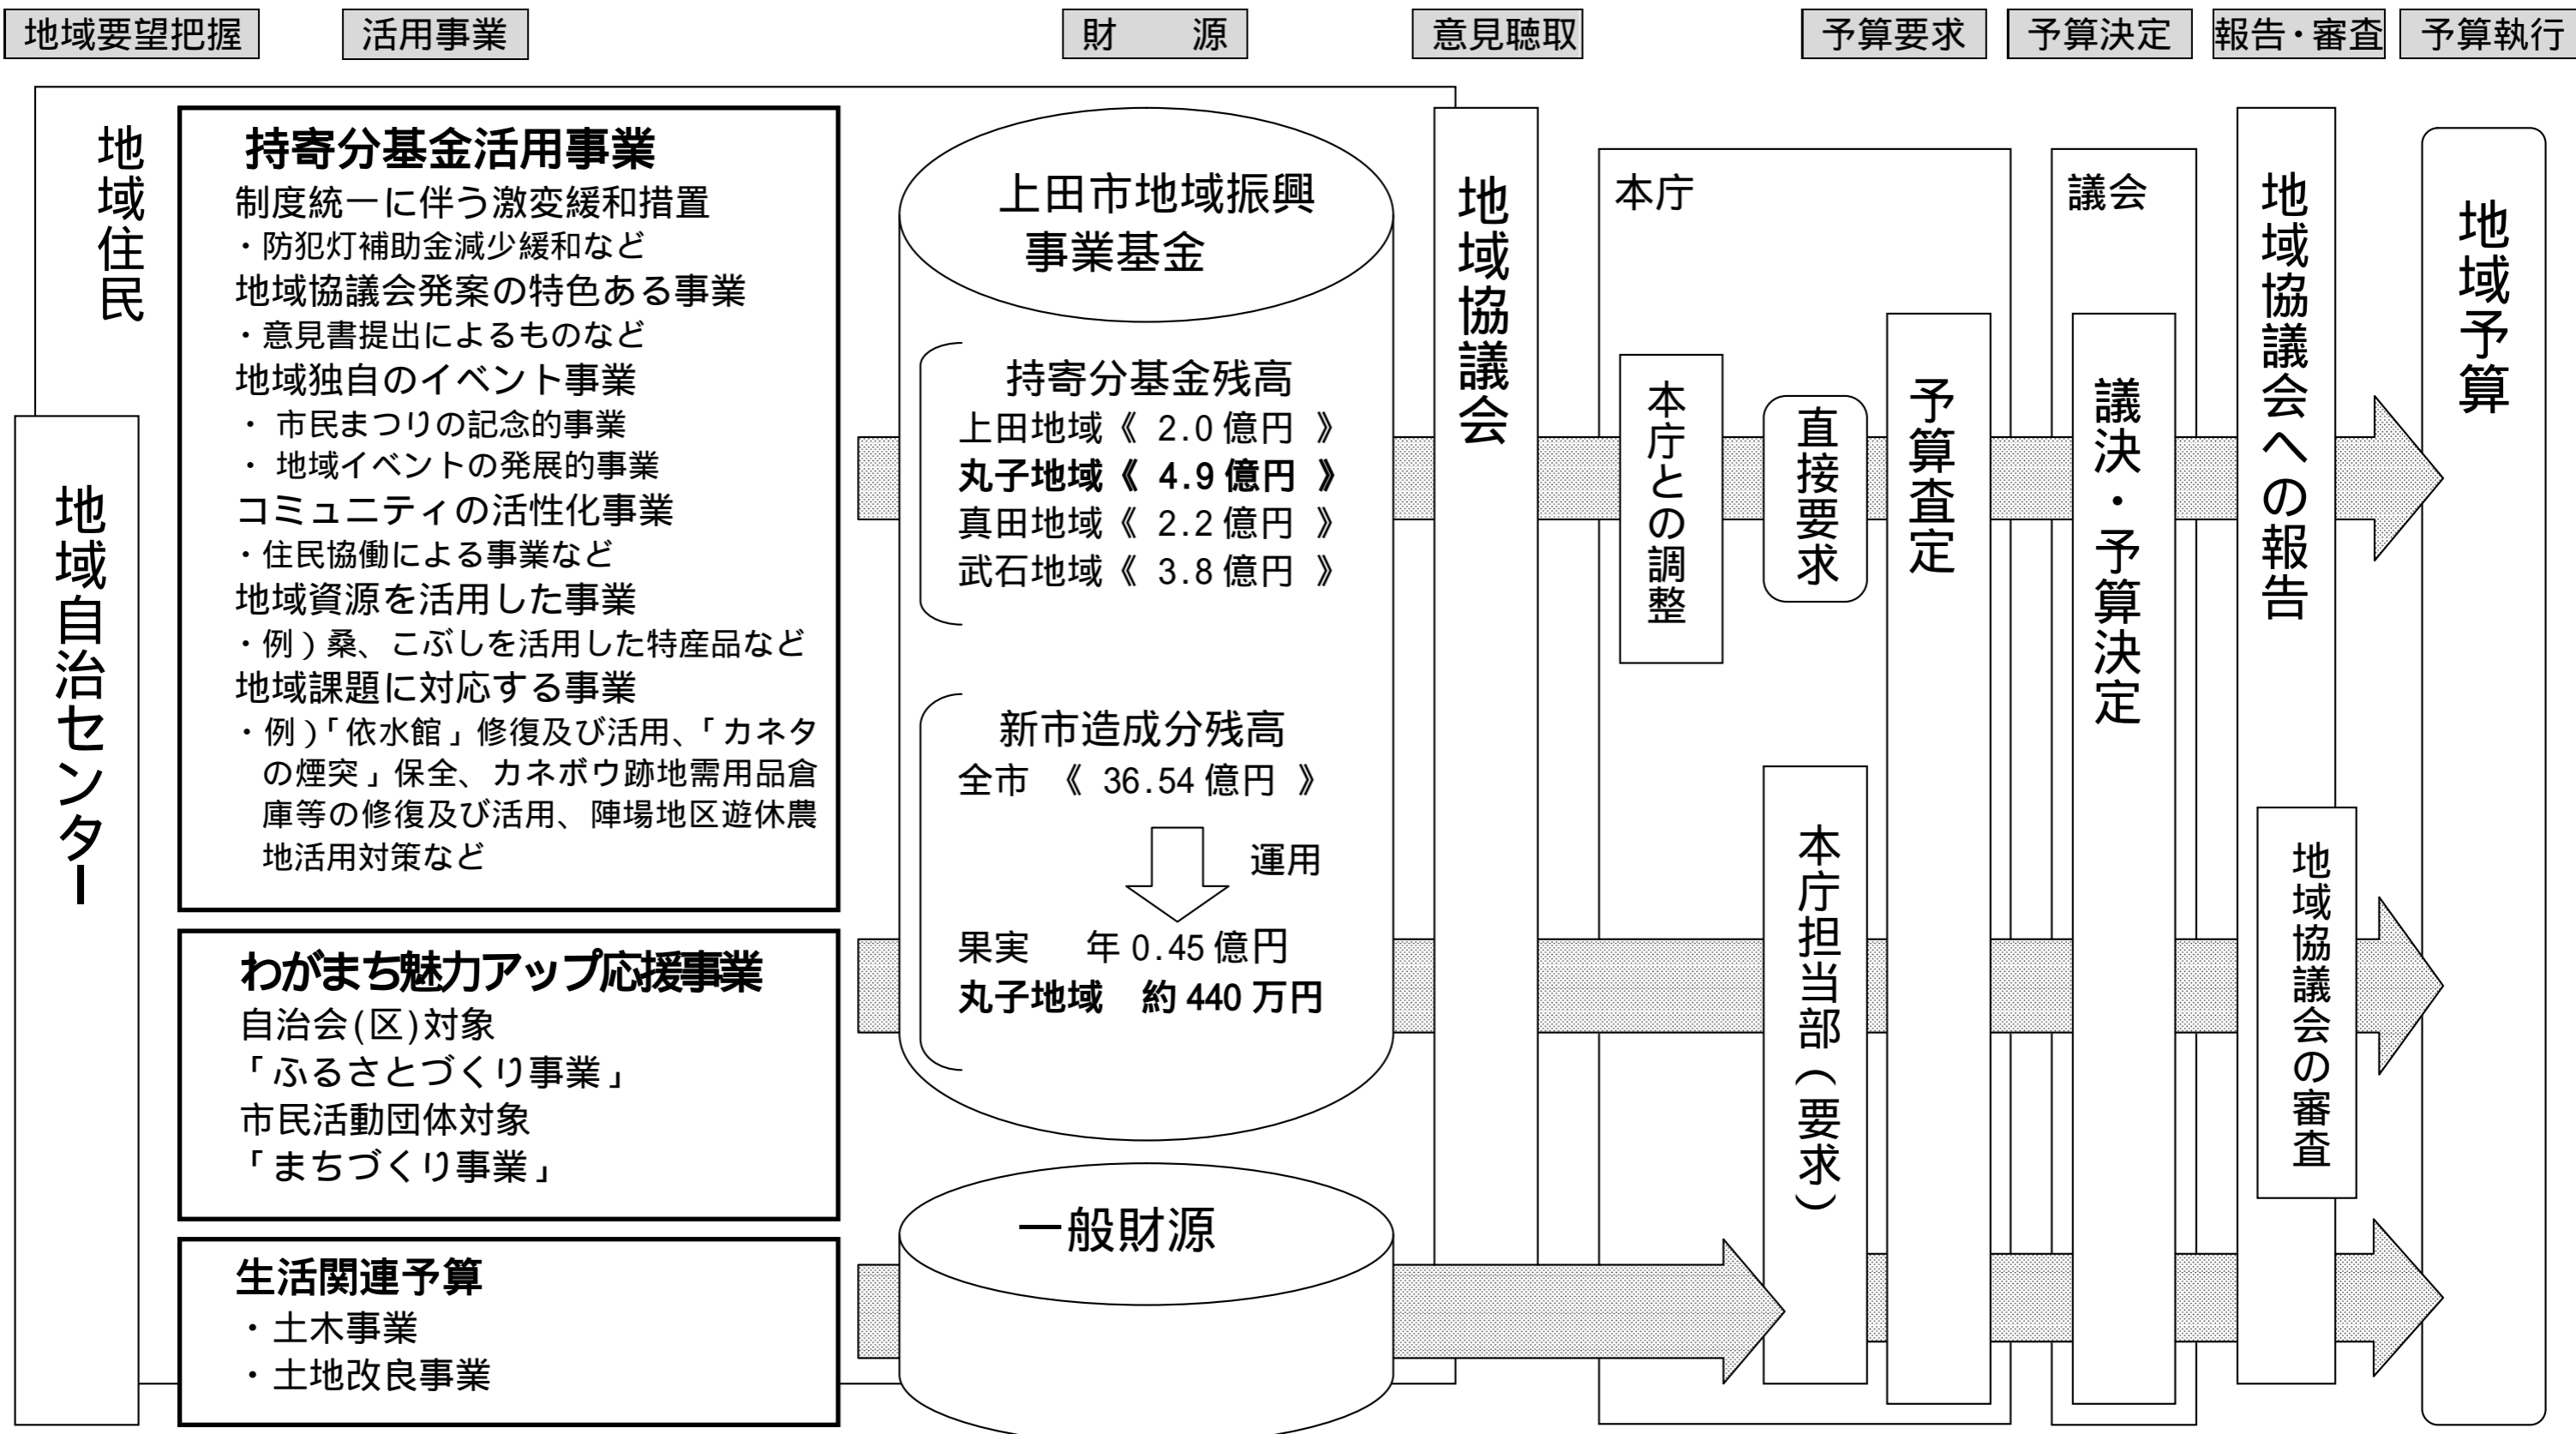 地域要望把握
活用事業
財　　源
意見聴取
予算要求
予算決定
報告・審査
予算執行
地域住民
地域自治センター
持寄分基金活用事業
制度統一に伴う激変緩和措置
・防犯灯補助金減少緩和など
地域協議会発案の特色ある事業
・意見書提出によるものなど
地域独自のイベント事業
・ 市民まつりの記念的事業
・ 地域イベントの発展的事業
コミュニティの活性化事業
・住民協働による事業など
地域資源を活用した事業
・例）桑、こぶしを活用した特産品など
地域課題に対応する事業
・例）「依水館」修復及び活用、「カネタ
の煙突」保全、カネボウ跡地需用品倉
庫等の修復及び活用、陣場地区遊休農
地活用対策など
わがまち魅力アップ応援事業
自治会(区)対象
「ふるさとづくり事業」
市民活動団体対象
「まちづくり事業」
生活関連予算
・土木事業
・土地改良事業
上田市地域振興
事業基金
持寄分基金残高
上田地域《 2.0億円 》
丸子地域《 4.9億円 》
真田地域《 2.2億円 》
武石地域《 3.8億円 》
新市造成分残高
全市 《 36.54億円 》
運用
果実　年0.45億円
丸子地域　約440万円
一般財源
地域協議会
本庁
本庁との調整
直接要求
本庁担当部（要求）
予算査定
議会
議決・予算決定
地域協議会への報告
地域協議会の審査
地域予算